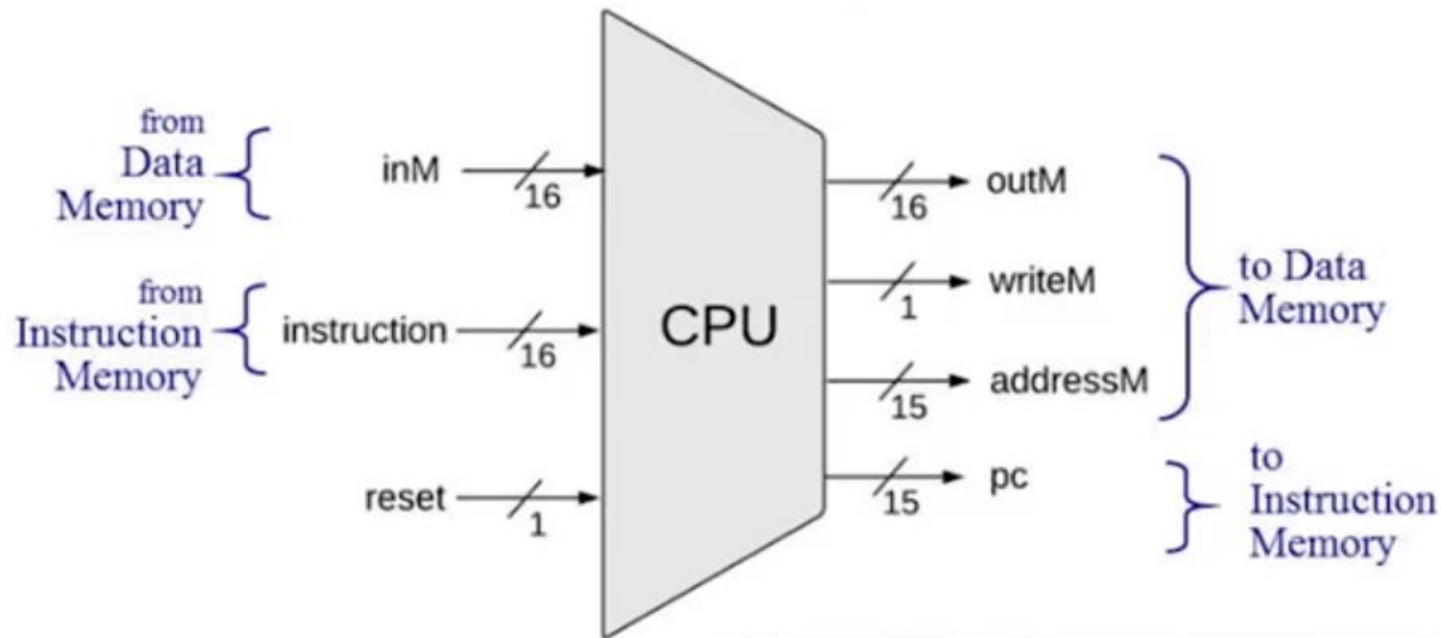 from
Data
Memory
inM
16
from
Instruction
Memory
instruction
16
reset
1
CPU
16
outM
1
writeM
15
addressM
15
pc
to Data
Memory
to
Instruction
Memory